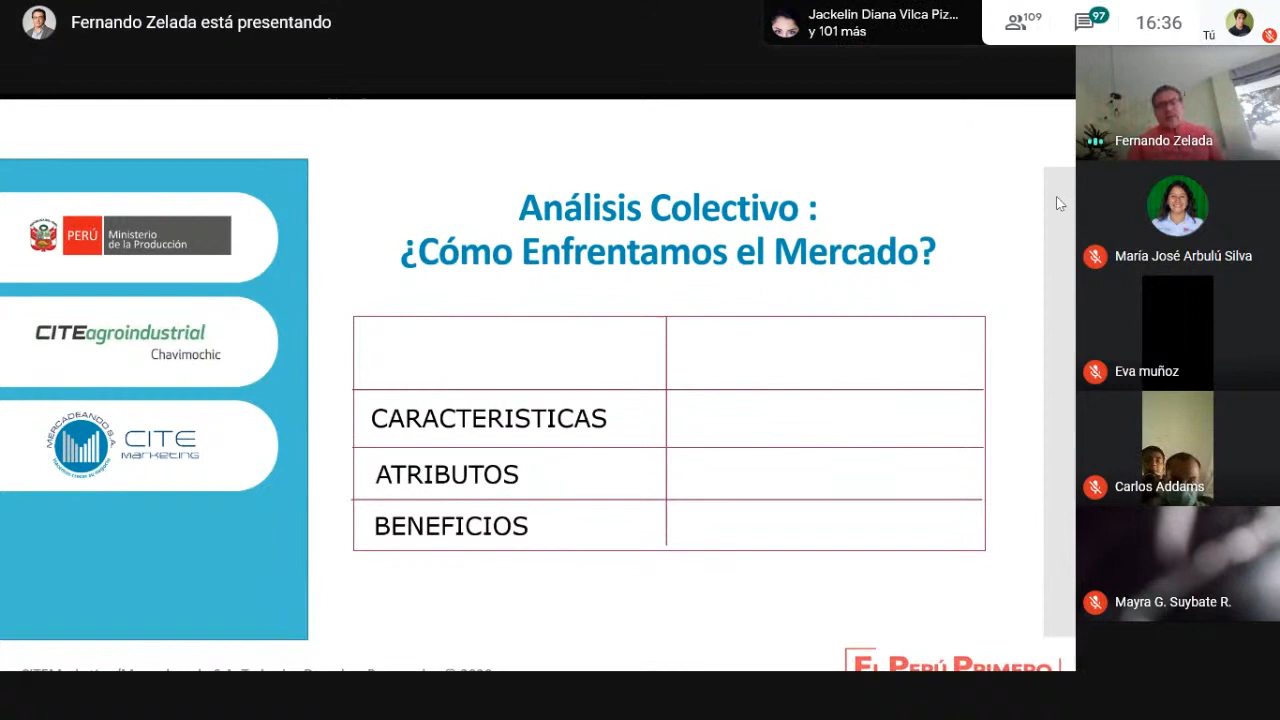 Fernando Zelada está presentando
Jackelin Diana Vilca Piz...
y 101 más
109
97
16:36
Tú
Fernando Zelada
María José Arbulú Silva
Eva muñoz
Carlos Addams
Mayra G. Suybate R.
PERÚ
Ministerio
de la Producción
CITEagroindustrial
Chavimochic
MERCADEANDO S.A.
CITE
marketing
Análisis Colectivo :
¿Cómo Enfrentamos el Mercado?
CARACTERISTICAS
ATRIBUTOS
BENEFICIOS
EL PERÚ PRIMERO